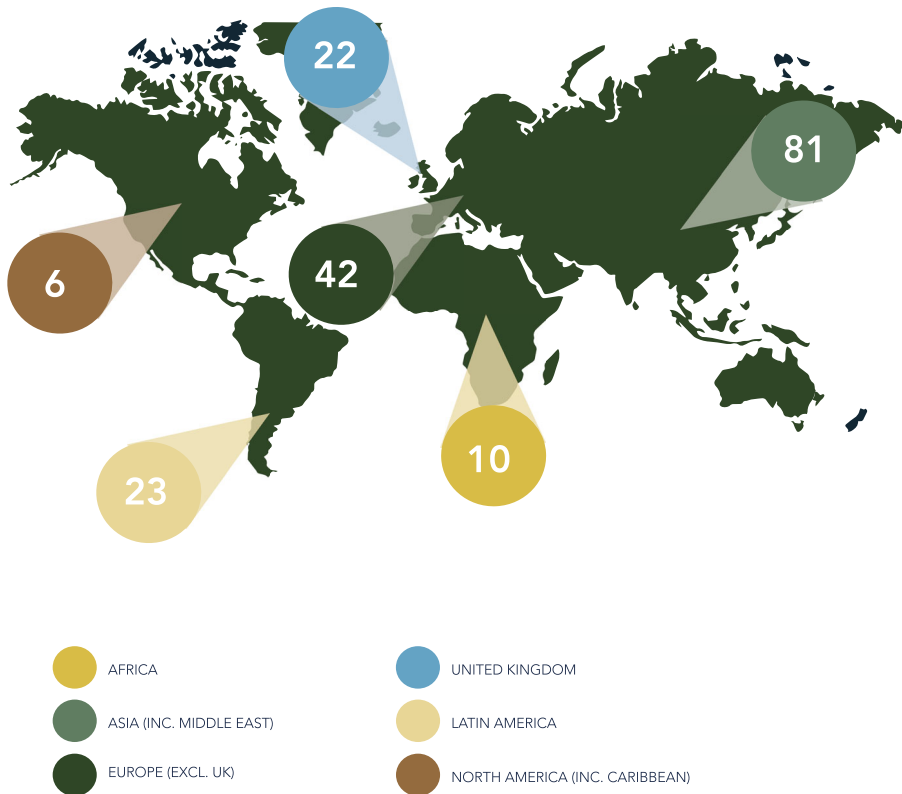 22
81
6
42
10
23
AFRICA
UNITED KINGDOM
ASIA (INC. MIDDLE EAST)
LATIN AMERICA
EUROPE (EXCL. UK)
NORTH AMERICA (INC. CARIBBEAN)